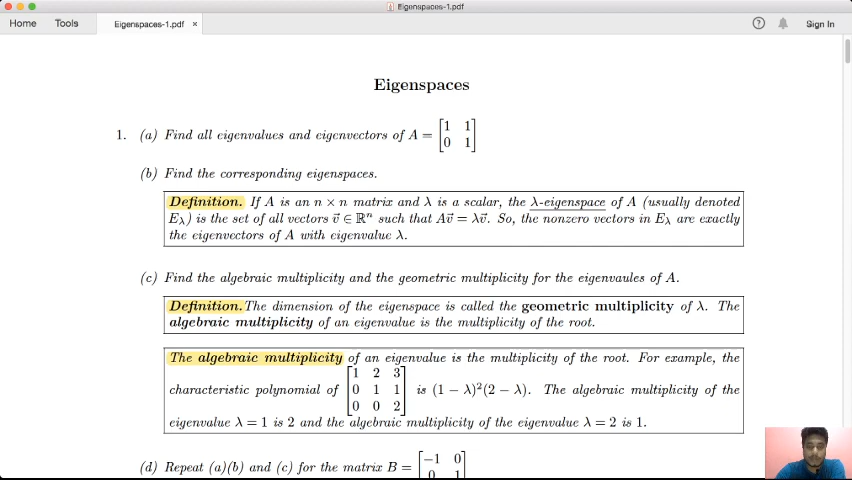 Eigenspaces-1.pdf
Home Tools Eigenspaces-1.pdf × ? Sign In
Eigenspaces
1. (a) Find all eigenvalues and eigenvectors of A = [1 1
0 1]
(b) Find the corresponding eigenspaces.
Definition. If A is an n × n matrix and λ is a scalar, the λ-eigenspace of A (usually denoted
E_λ) is the set of all vectors v⃗ ∈ ℝⁿ such that Av⃗ = λv⃗. So, the nonzero vectors in E_λ are exactly
the eigenvectors of A with eigenvalue λ.
(c) Find the algebraic multiplicity and the geometric multiplicity for the eigenvaules of A.
Definition. The dimension of the eigenspace is called the geometric multiplicity of λ. The
algebraic multiplicity of an eigenvalue is the multiplicity of the root.
The algebraic multiplicity of an eigenvalue is the multiplicity of the root. For example, the
characteristic polynomial of [1 2 3
0 1 1
0 0 2] is (1 − λ)²(2 − λ). The algebraic multiplicity of the
eigenvalue λ = 1 is 2 and the algebraic multiplicity of the eigenvalue λ = 2 is 1.
(d) Repeat (a)(b) and (c) for the matrix B = [−1 0
0 1]